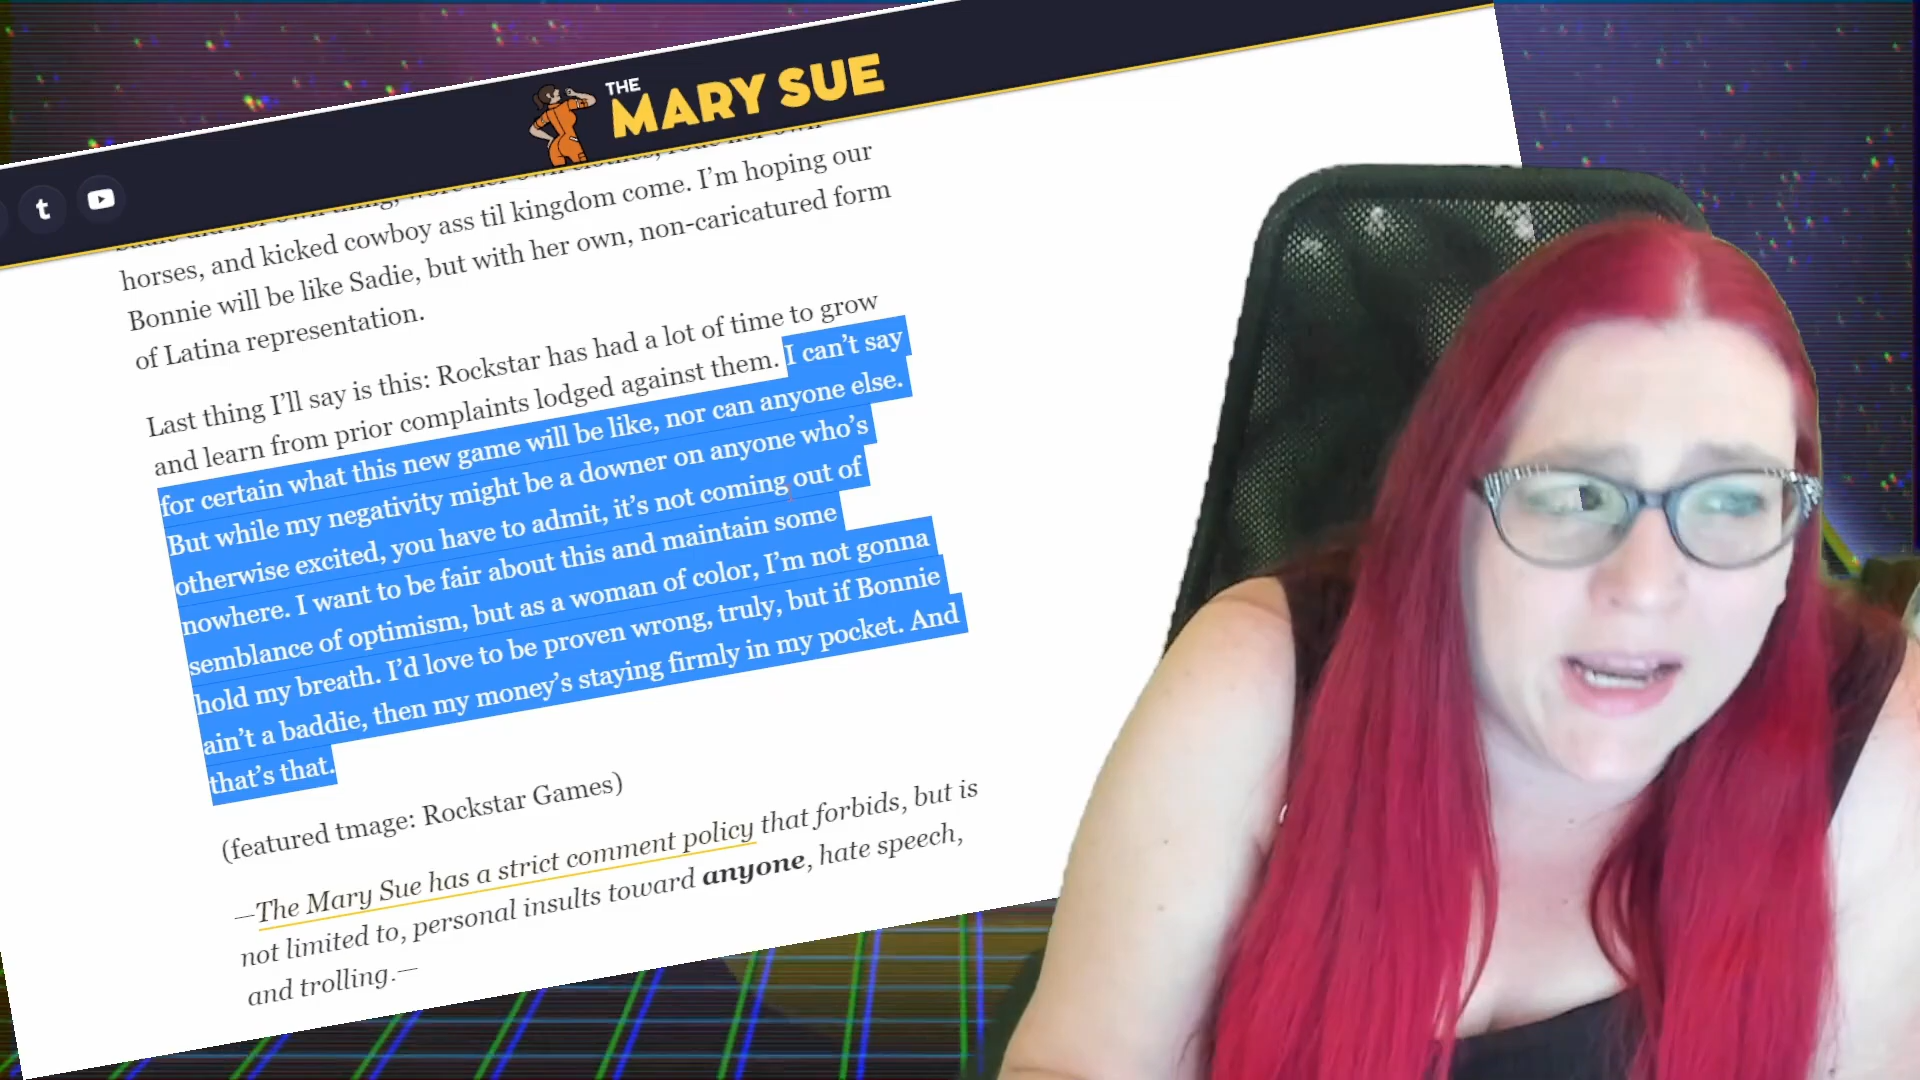 THE
MARY SUE
t
horses, and kicked cowboy ass til kingdom come. I’m hoping our
Bonnie will be like Sadie, but with her own, non-caricatured form
of Latina representation.
Last thing I’ll say is this: Rockstar has had a lot of time to grow
and learn from prior complaints lodged against them. I can’t say
for certain what this new game will be like, nor can anyone else.
But while my negativity might be a downer on anyone who’s
otherwise excited, you have to admit, it’s not coming out of
nowhere. I want to be fair about this and maintain some
semblance of optimism, but as a woman of color, I’m not gonna
hold my breath. I’d love to be proven wrong, truly, but if Bonnie
ain’t a baddie, then my money’s staying firmly in my pocket. And
that’s that.
(featured tmage: Rockstar Games)
—The Mary Sue has a strict comment policy that forbids, but is
not limited to, personal insults toward anyone, hate speech,
and trolling.—